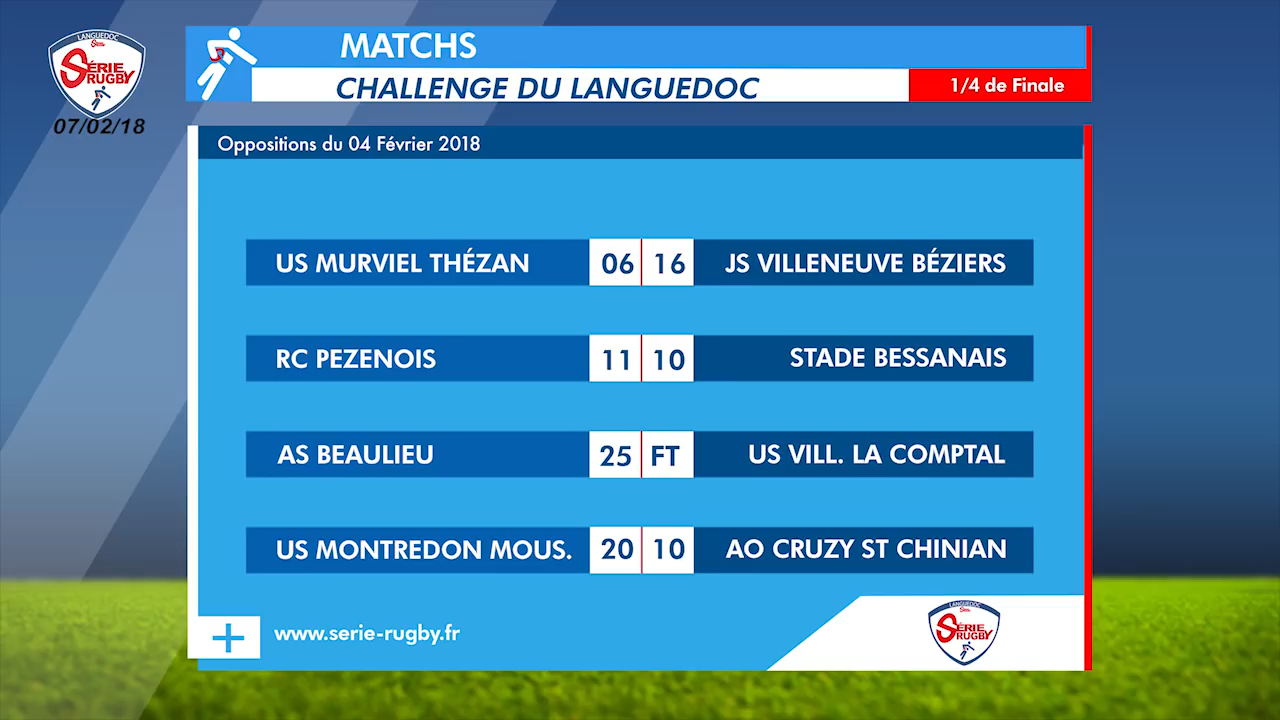 LANGUEDOC
Série
RUGBY
07/02/18
MATCHS
CHALLENGE DU LANGUEDOC
1/4 de Finale
Oppositions du 04 Février 2018
US MURVIEL THÉZAN 06 16 JS VILLENEUVE BÉZIERS
RC PEZENOIS 11 10 STADE BESSANAIS
AS BEAULIEU 25 FT US VILL. LA COMPTAL
US MONTREDON MOUS. 20 10 AO CRUZY ST CHINIAN
+ www.serie-rugby.fr
LANGUEDOC
Série
RUGBY